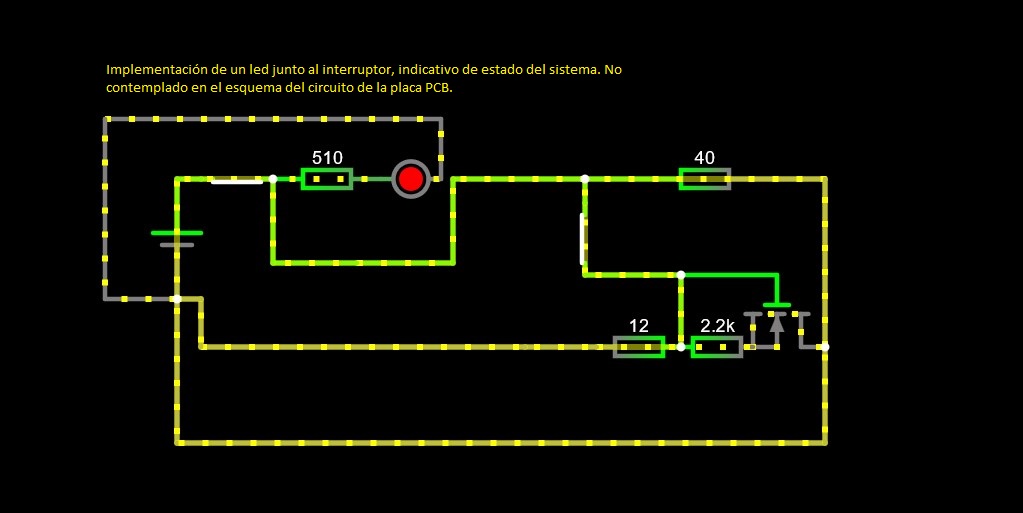 Implementación de un led junto al interruptor, indicativo de estado del sistema. No
contemplado en el esquema del circuito de la placa PCB.
510
40
12
2.2k